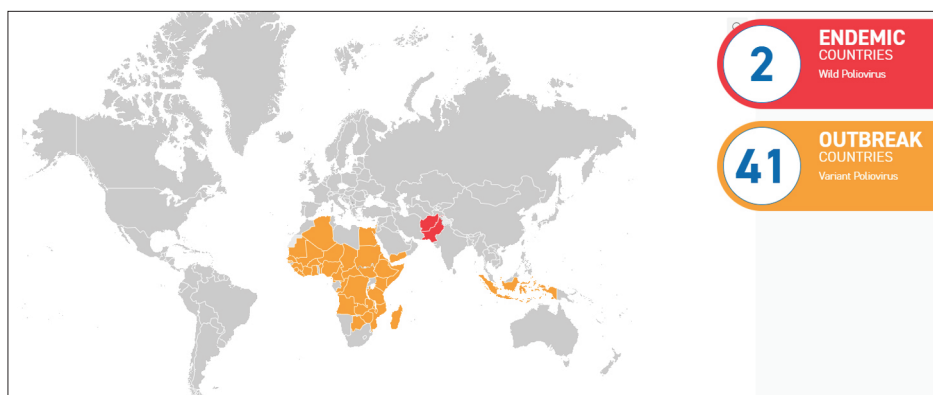 2
ENDEMIC
COUNTRIES
Wild Poliovirus
41
OUTBREAK
COUNTRIES
Variant Poliovirus